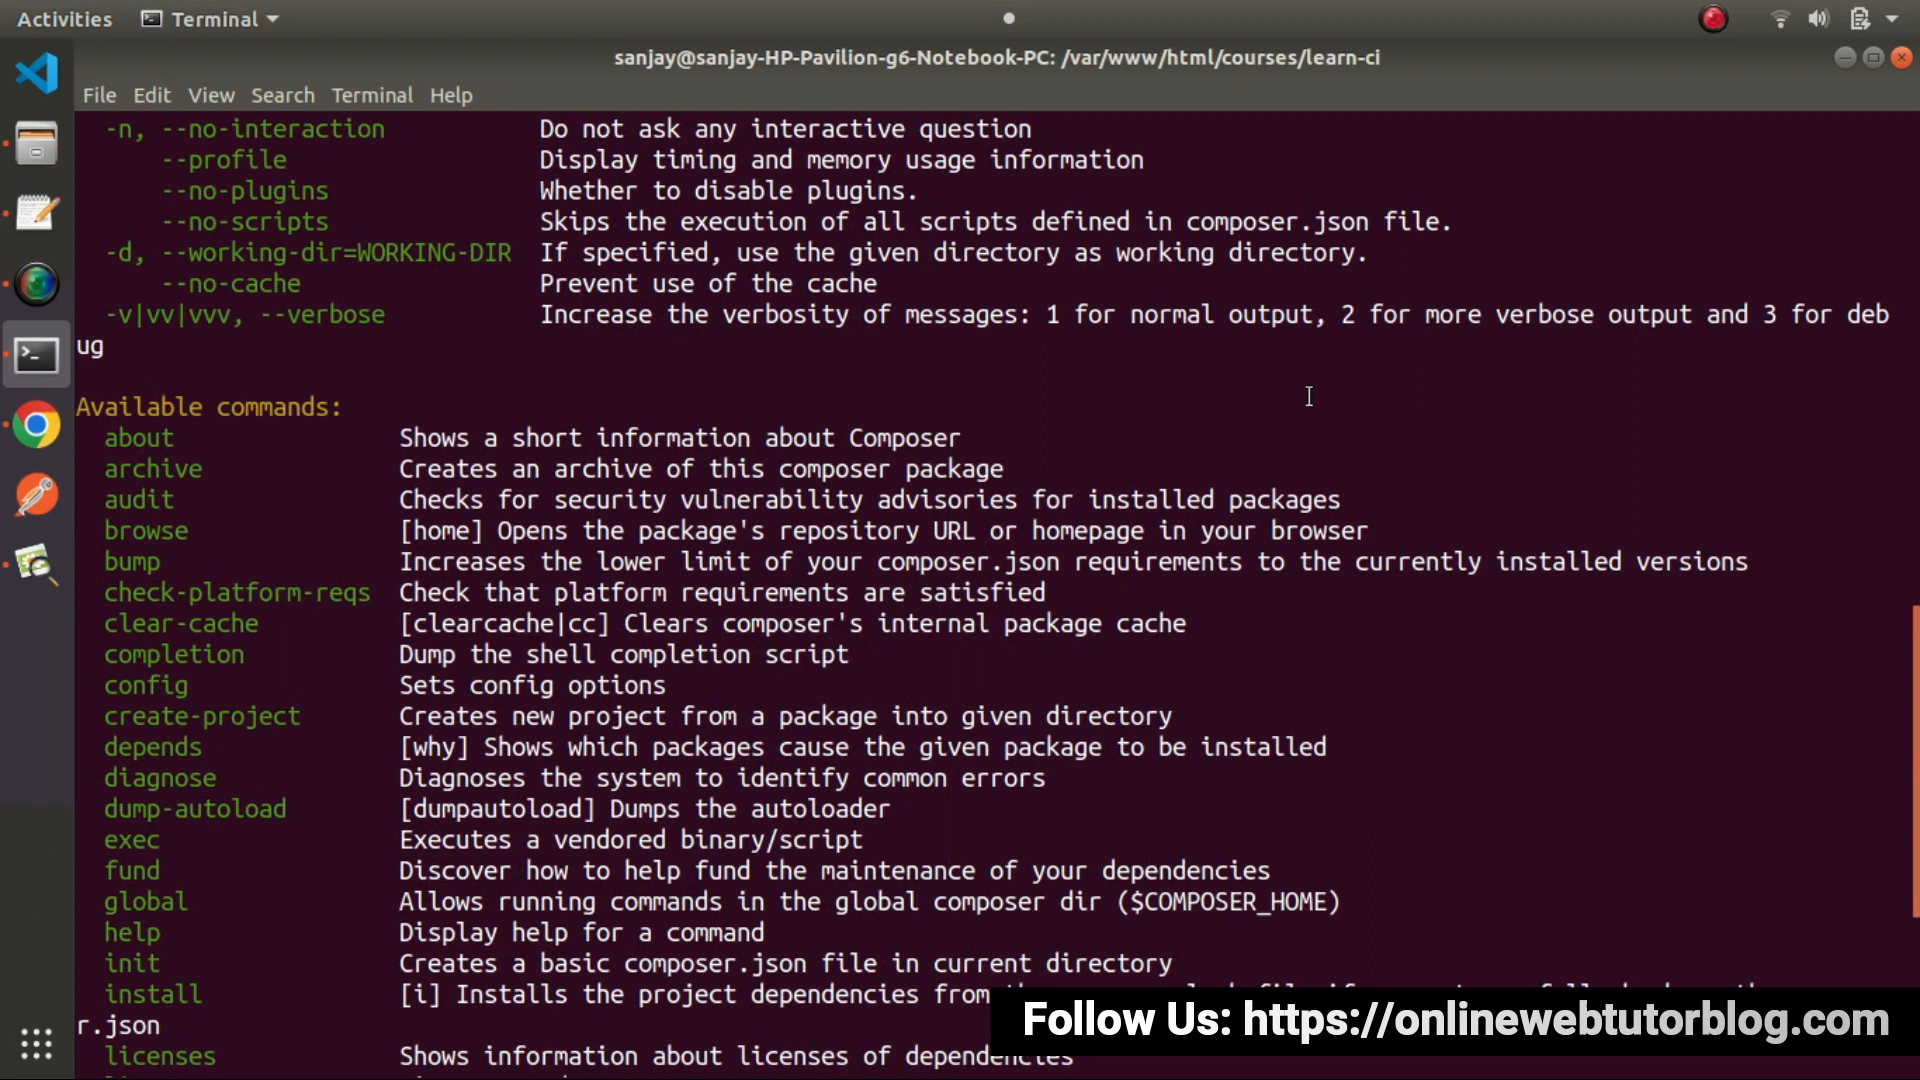 Activities
Terminal
sanjay@sanjay-HP-Pavilion-g6-Notebook-PC: /var/www/html/courses/learn-ci
File Edit View Search Terminal Help
-n, --no-interaction Do not ask any interactive question
--profile Display timing and memory usage information
--no-plugins Whether to disable plugins.
--no-scripts Skips the execution of all scripts defined in composer.json file.
-d, --working-dir=WORKING-DIR If specified, use the given directory as working directory.
--no-cache Prevent use of the cache
-v|vv|vvv, --verbose Increase the verbosity of messages: 1 for normal output, 2 for more verbose output and 3 for deb
ug
Available commands:
about Shows a short information about Composer
archive Creates an archive of this composer package
audit Checks for security vulnerability advisories for installed packages
browse [home] Opens the package's repository URL or homepage in your browser
bump Increases the lower limit of your composer.json requirements to the currently installed versions
check-platform-reqs Check that platform requirements are satisfied
clear-cache [clearcache|cc] Clears composer's internal package cache
completion Dump the shell completion script
config Sets config options
create-project Creates new project from a package into given directory
depends [why] Shows which packages cause the given package to be installed
diagnose Diagnoses the system to identify common errors
dump-autoload [dumpautoload] Dumps the autoloader
exec Executes a vendored binary/script
fund Discover how to help fund the maintenance of your dependencies
global Allows running commands in the global composer dir ($COMPOSER_HOME)
help Display help for a command
init Creates a basic composer.json file in current directory
install [i] Installs the project dependencies from
r.json
licenses Shows information about licenses of dependencies
Follow Us: https://onlinewebtutorblog.com